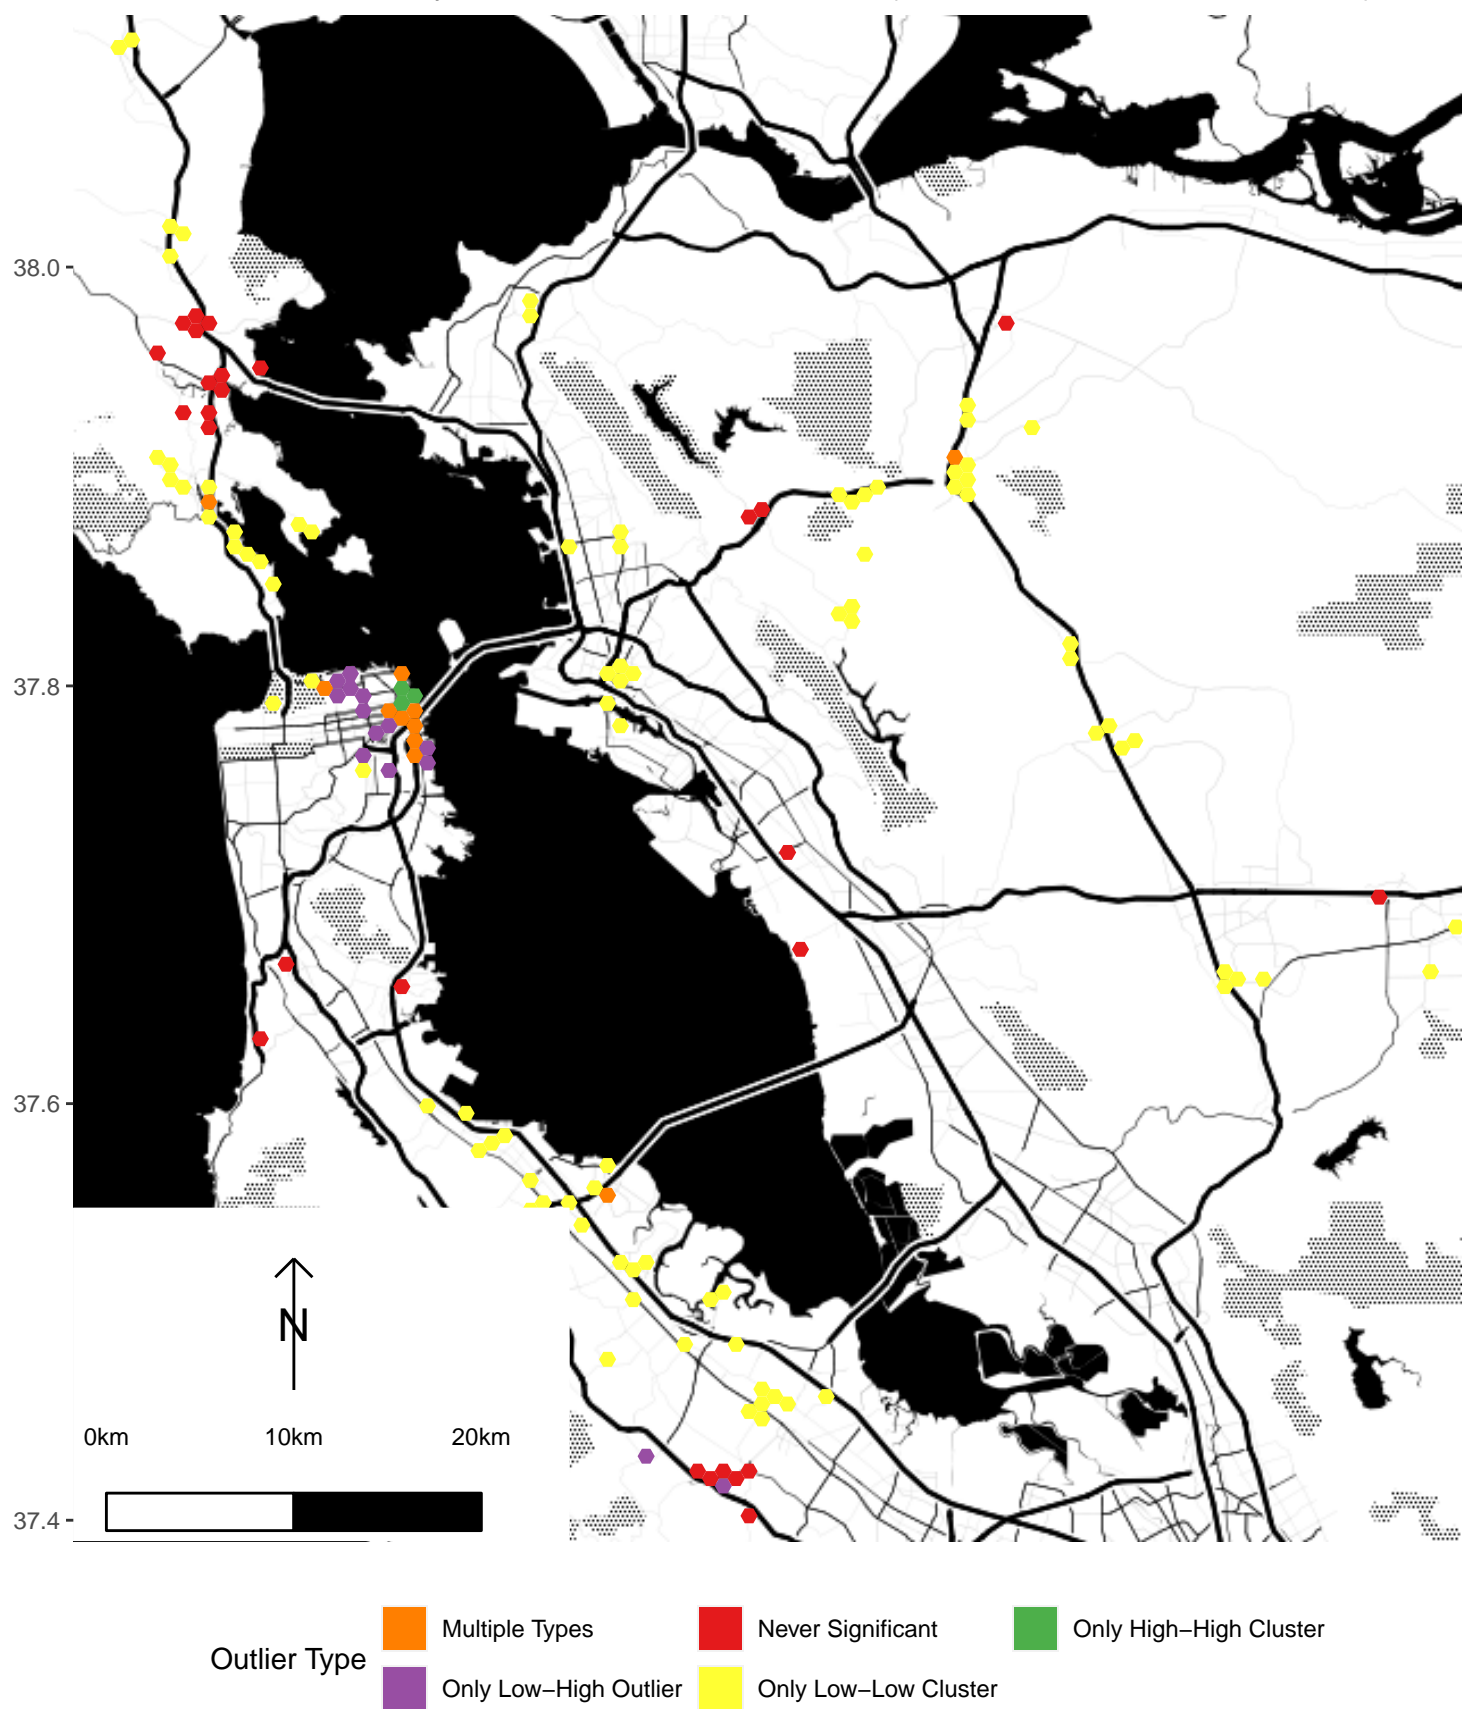 38.0
37.8
37.6
37.4
N
0km 10km 20km
Outlier Type
Multiple Types Never Significant Only High−High Cluster
Only Low−High Outlier Only Low−Low Cluster